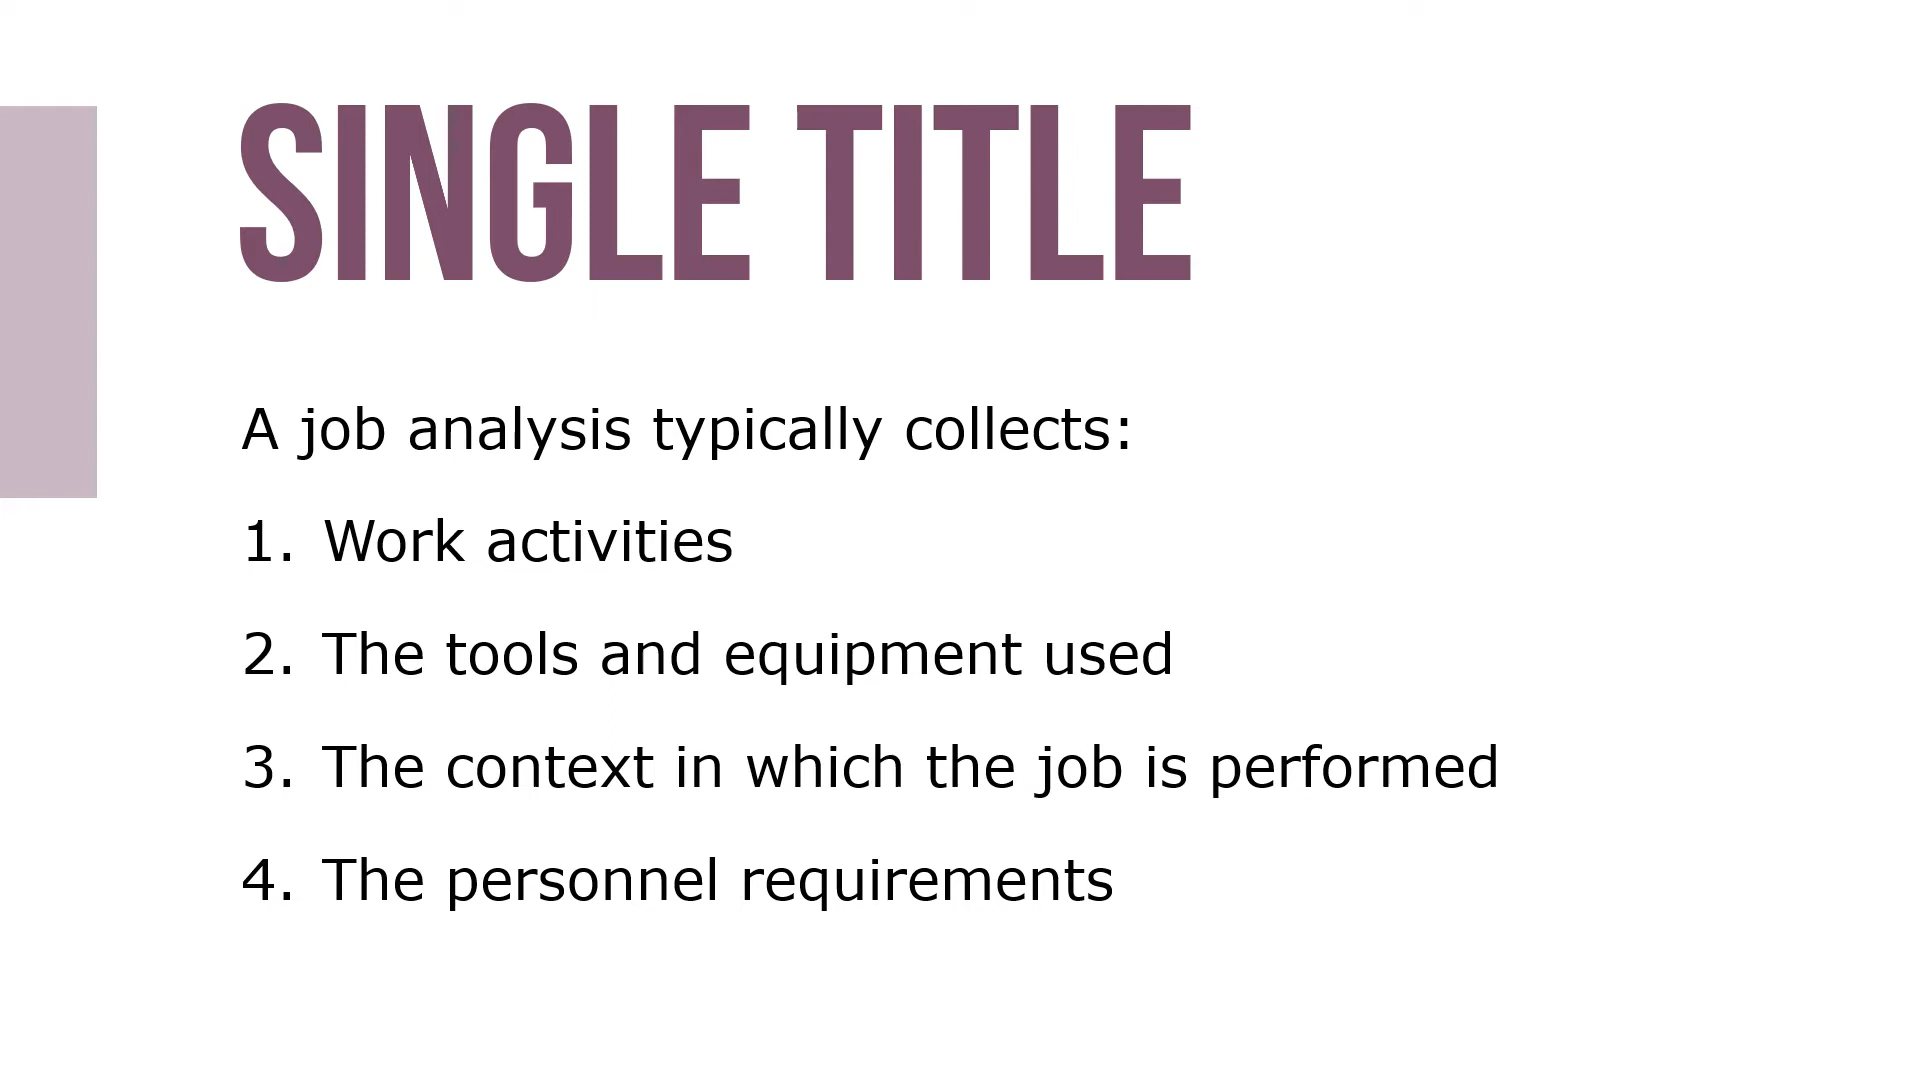 SINGLE TITLE
A job analysis typically collects:
1. Work activities
2. The tools and equipment used
3. The context in which the job is performed
4. The personnel requirements